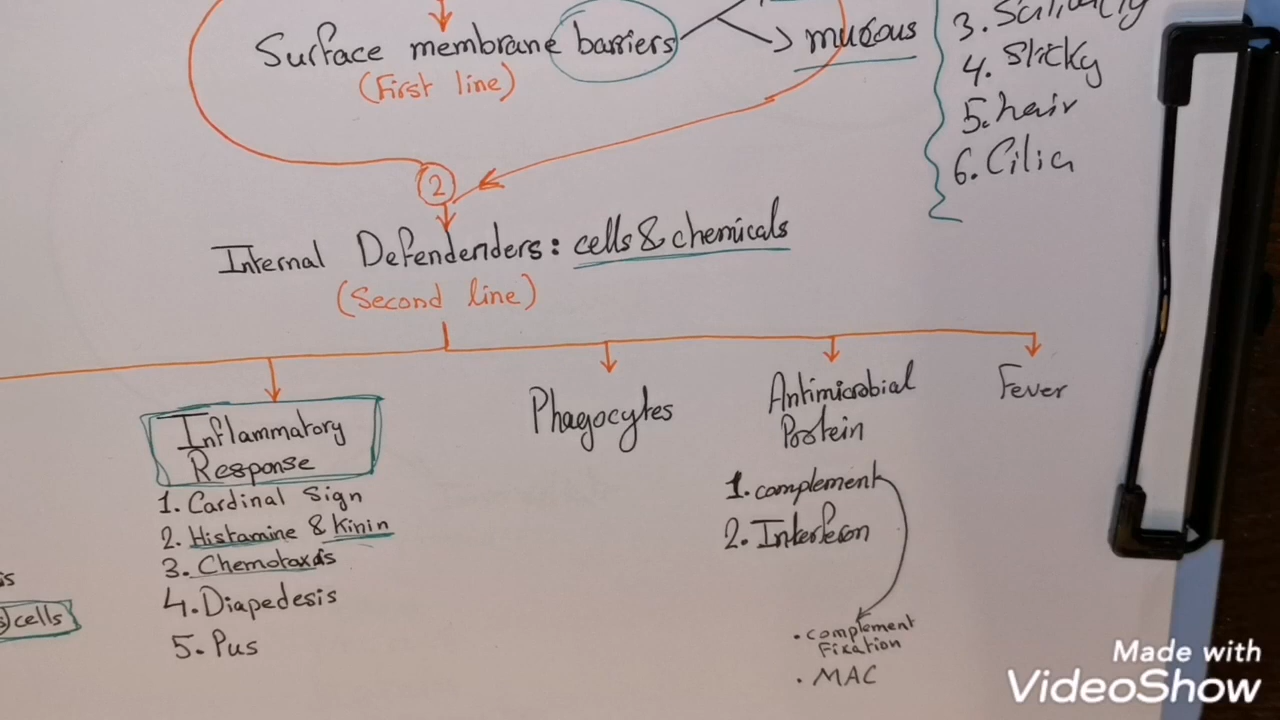 Surface membrane barriers
(First line)
mucous
3.
4. Sticky
5. hair
6. Cilia
2
Internal Defendenders: cells & chemicals
(Second line)
Inflammatory
Response
1. Cardinal Sign
2. Histamine & Kinin
3. Chemotaxis
4. Diapedesis
5. Pus
cells
Phagocytes
Antimicrobial
Protein
1. complement
2. Interferon
• complement
Fixation
• MAC
Fever
Made with
VideoShow